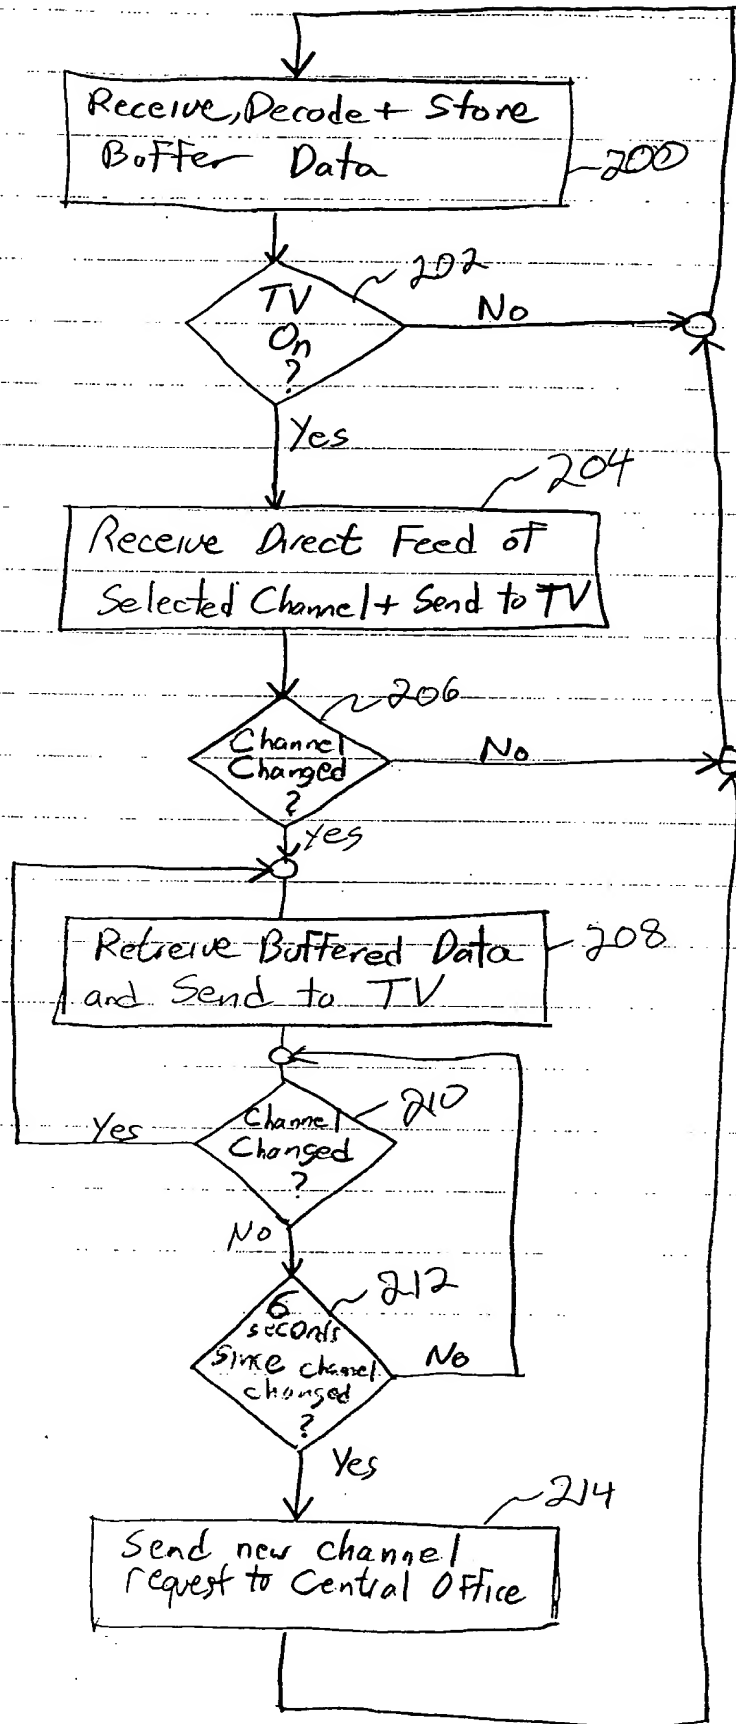 Receive, Decode + Store
Buffer Data
200
202
TV
On
?
No
Yes
204
Receive Direct Feed of
Selected Channel + Send to TV
206
Channel
Changed
?
No
Yes
Retreive Buffered Data
and Send to TV
208
210
Channel
Changed
?
Yes
No
212
6
seconds
Since channel
changed
?
No
Yes
214
Send new channel
request to Central Office